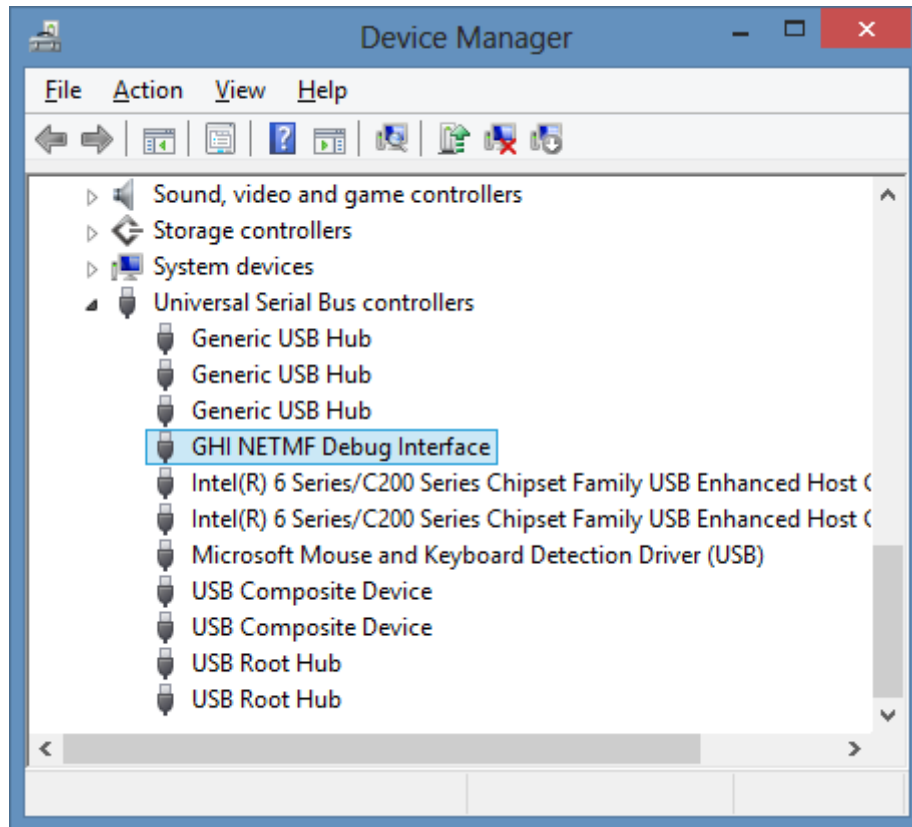 Device Manager
File Action View Help
Sound, video and game controllers
Storage controllers
System devices
Universal Serial Bus controllers
Generic USB Hub
Generic USB Hub
Generic USB Hub
GHI NETMF Debug Interface
Intel(R) 6 Series/C200 Series Chipset Family USB Enhanced Host
Intel(R) 6 Series/C200 Series Chipset Family USB Enhanced Host
Microsoft Mouse and Keyboard Detection Driver (USB)
USB Composite Device
USB Composite Device
USB Root Hub
USB Root Hub